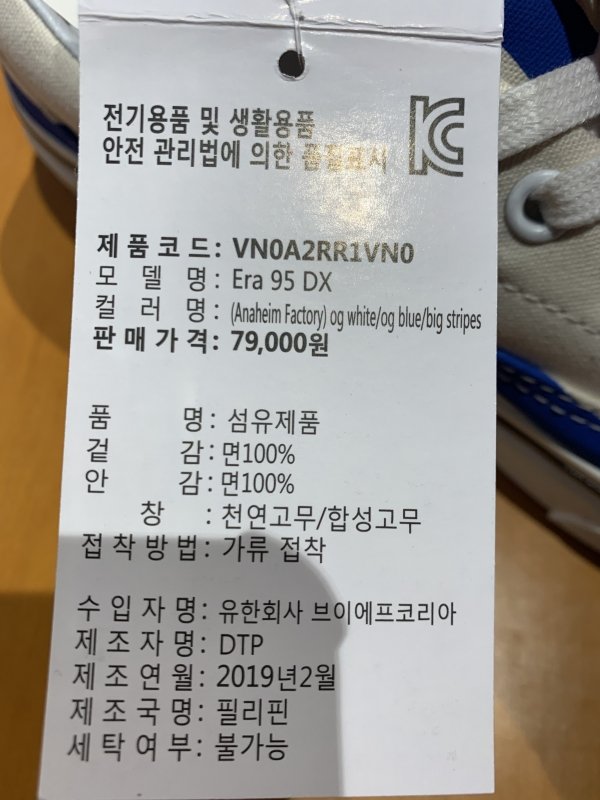 전기용품 및 생활용품
안전 관리법에 의한 품질표시
제품코드: VN0A2RR1VN0
모델명: Era 95 DX
컬러명: (Anaheim Factory) og white/og blue/big stripes
판매가격: 79,000원
품명: 섬유제품
겉감: 면100%
안감: 면100%
창: 천연고무/합성고무
접착방법: 가류 접착
수입자명: 유한회사 브이에프코리아
제조자명: DTP
제조연월: 2019년2월
제조국명: 필리핀
세탁여부: 불가능